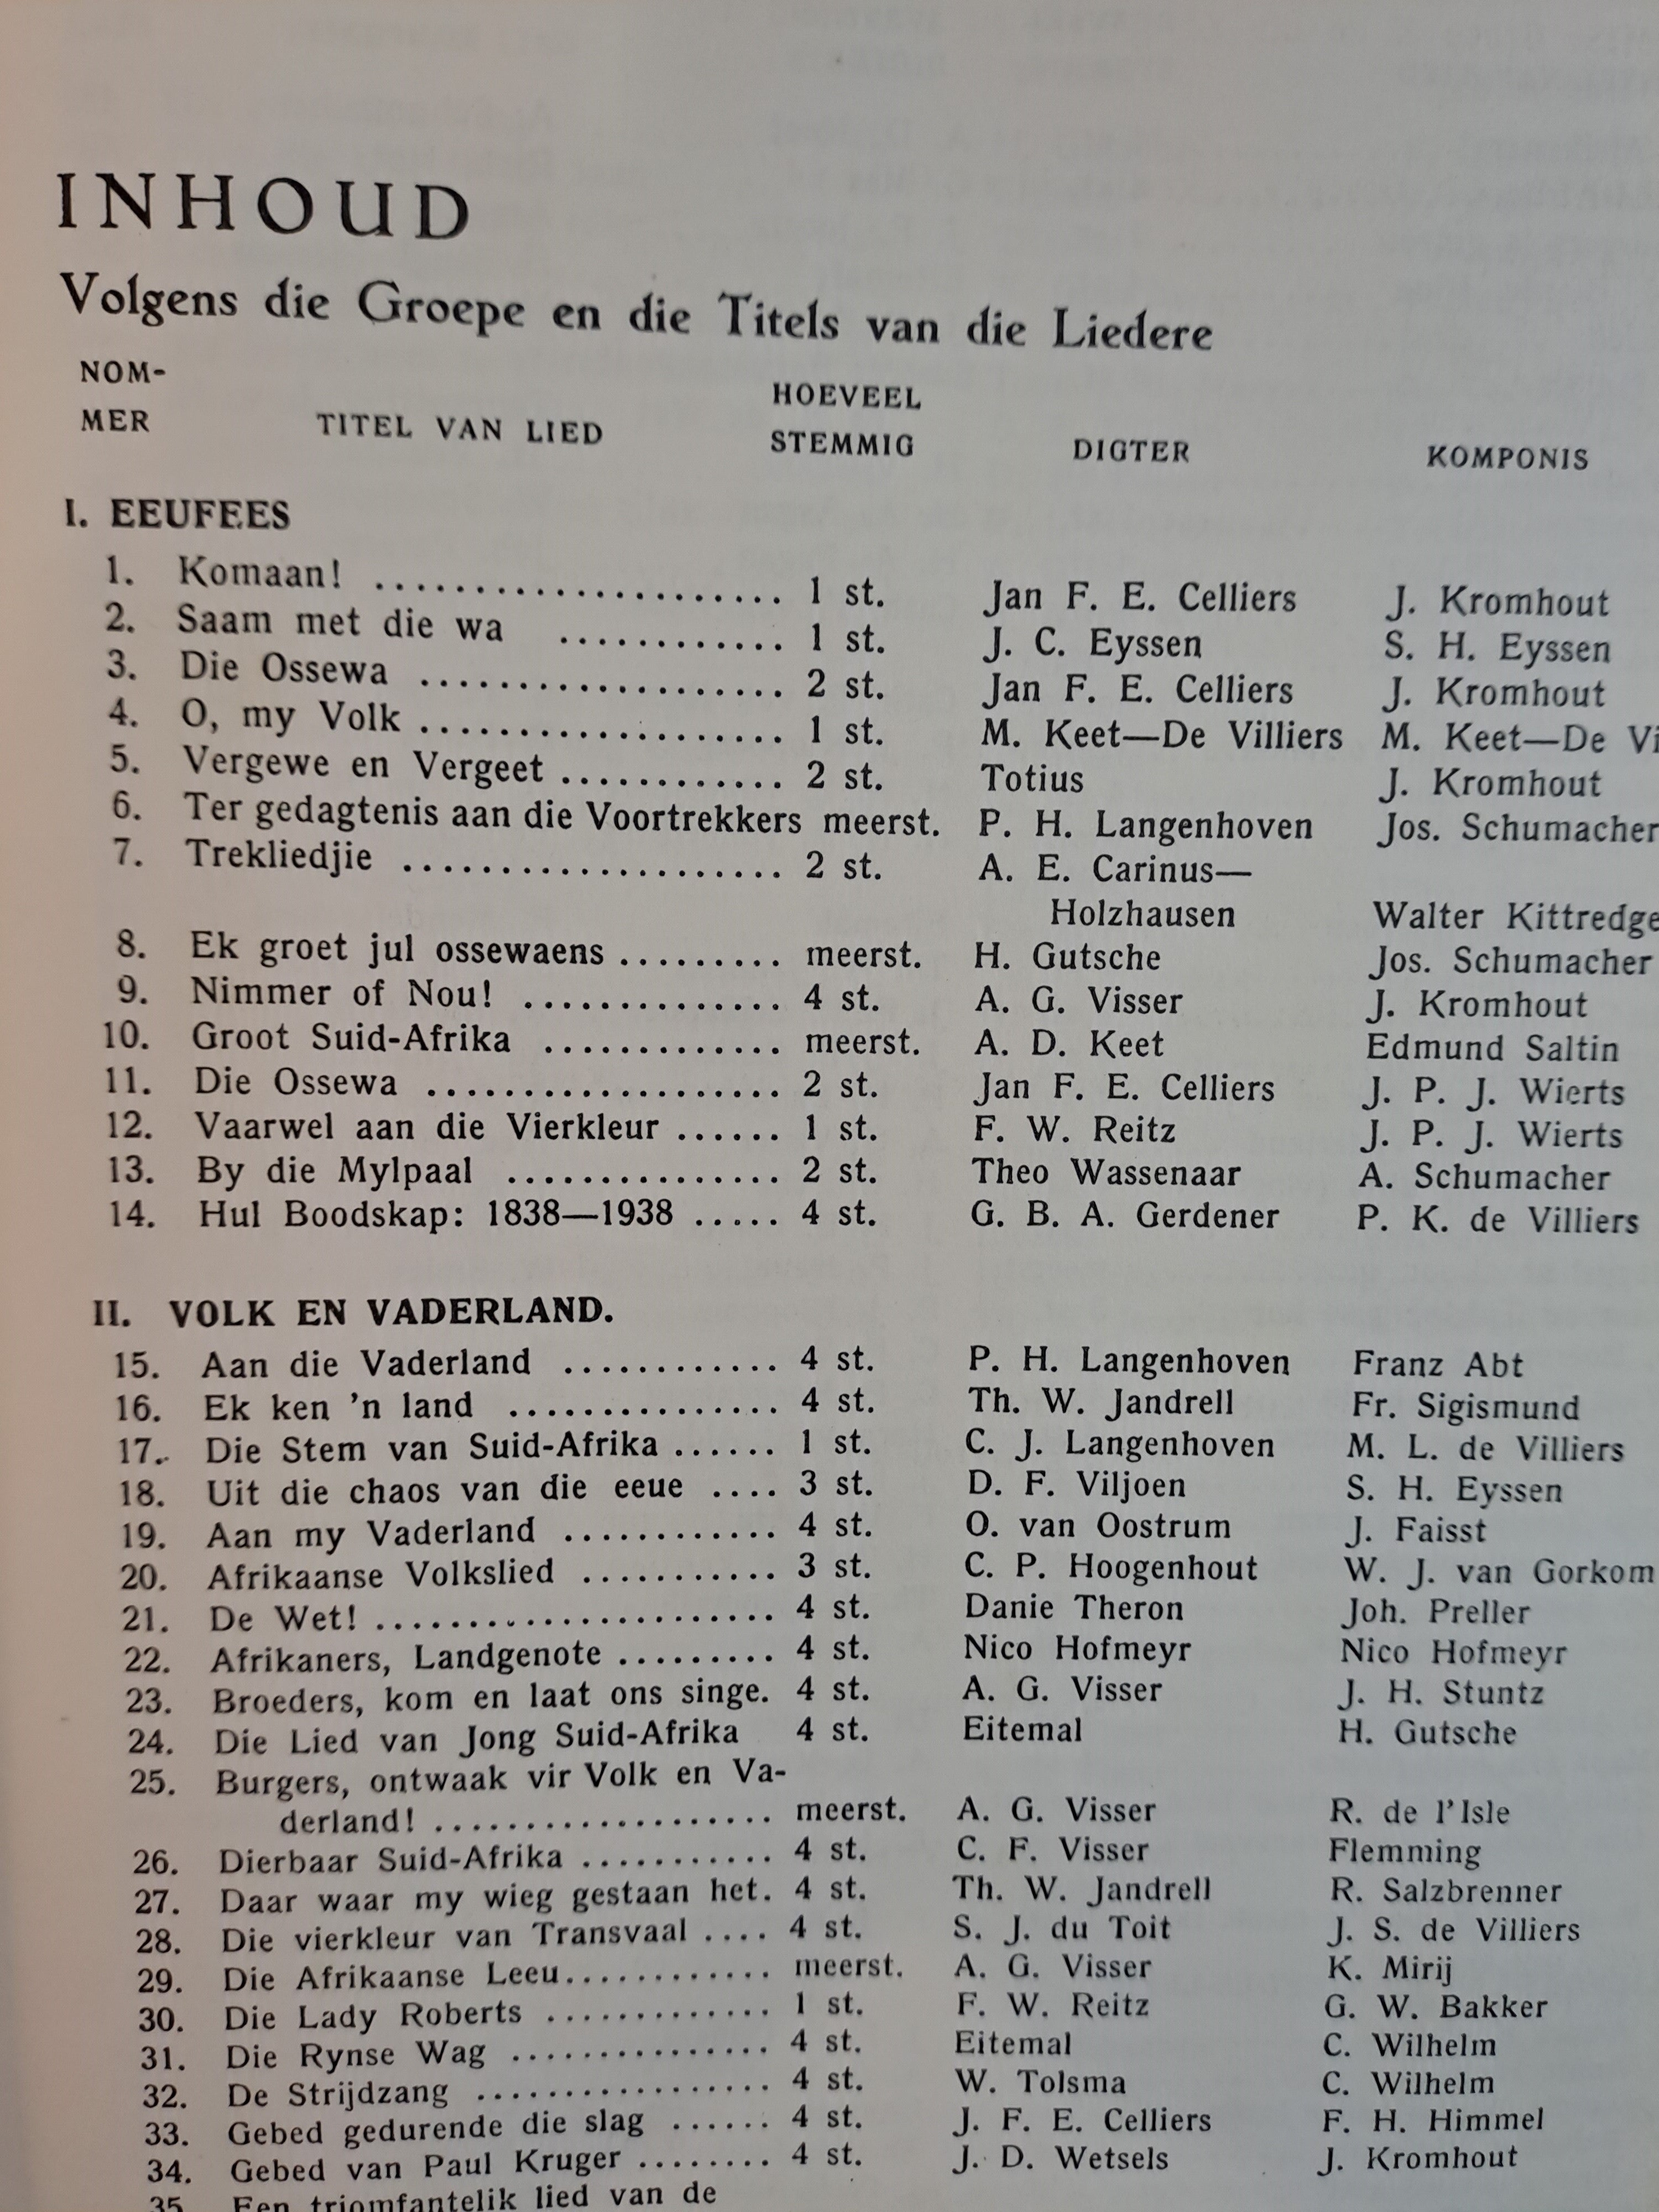 INHOUD
Volgens die Groepe en die Titels van die Liedere
NOM-
MER TITEL VAN LIED HOEVEEL STEMMIG DIGTER KOMPONIS
I. EEUFEES
1. Komaan! .................... 1 st. Jan F. E. Celliers J. Kromhout
2. Saam met die wa ............ 1 st. J. C. Eyssen S. H. Eyssen
3. Die Ossewa .................. 2 st. Jan F. E. Celliers J. Kromhout
4. O, my Volk .................. 1 st. M. Keet—De Villiers M. Keet—De Vi
5. Vergewe en Vergeet ........... 2 st. Totius J. Kromhout
6. Ter gedagtenis aan die Voortrekkers meerst. P. H. Langenhoven Jos. Schumacher
7. Trekliedjie ................... 2 st. A. E. Carinus—
Holzhausen Walter Kittredge
8. Ek groet jul ossewaens ......... meerst. H. Gutsche Jos. Schumacher
9. Nimmer of Nou! ............. 4 st. A. G. Visser J. Kromhout
10. Groot Suid-Afrika ............ meerst. A. D. Keet Edmund Saltin
11. Die Ossewa .................. 2 st. Jan F. E. Celliers J. P. J. Wierts
12. Vaarwel aan die Vierkleur ...... 1 st. F. W. Reitz J. P. J. Wierts
13. By die Mylpaal .............. 2 st. Theo Wassenaar A. Schumacher
14. Hul Boodskap: 1838—1938 ..... 4 st. G. B. A. Gerdener P. K. de Villiers
II. VOLK EN VADERLAND.
15. Aan die Vaderland ............ 4 st. P. H. Langenhoven Franz Abt
16. Ek ken 'n land ............... 4 st. Th. W. Jandrell Fr. Sigismund
17. Die Stem van Suid-Afrika ...... 1 st. C. J. Langenhoven M. L. de Villiers
18. Uit die chaos van die eeue .... 3 st. D. F. Viljoen S. H. Eyssen
19. Aan my Vaderland ............ 4 st. O. van Oostrum J. Faisst
20. Afrikaanse Volkslied ........... 3 st. C. P. Hoogenhout W. J. van Gorkom
21. De Wet! ...................... 4 st. Danie Theron Joh. Preller
22. Afrikaners, Landgenote ......... 4 st. Nico Hofmeyr Nico Hofmeyr
23. Broeders, kom en laat ons singe. 4 st. A. G. Visser J. H. Stuntz
24. Die Lied van Jong Suid-Afrika 4 st. Eitemal H. Gutsche
25. Burgers, ontwaak vir Volk en Va-
derland! ................... meerst. A. G. Visser R. de l'Isle
26. Dierbaar Suid-Afrika ........... 4 st. C. F. Visser Flemming
27. Daar waar my wieg gestaan het. 4 st. Th. W. Jandrell R. Salzbrenner
28. Die vierkleur van Transvaal .... 4 st. S. J. du Toit J. S. de Villiers
29. Die Afrikaanse Leeu............ meerst. A. G. Visser K. Mirij
30. Die Lady Roberts ............. 1 st. F. W. Reitz G. W. Bakker
31. Die Rynse Wag ............... 4 st. Eitemal C. Wilhelm
32. De Strijdzang ................. 4 st. W. Tolsma C. Wilhelm
33. Gebed gedurende die slag ...... 4 st. J. F. E. Celliers F. H. Himmel
34. Gebed van Paul Kruger ........ 4 st. J. D. Wetsels J. Kromhout
35. Een triomfantelik lied van de